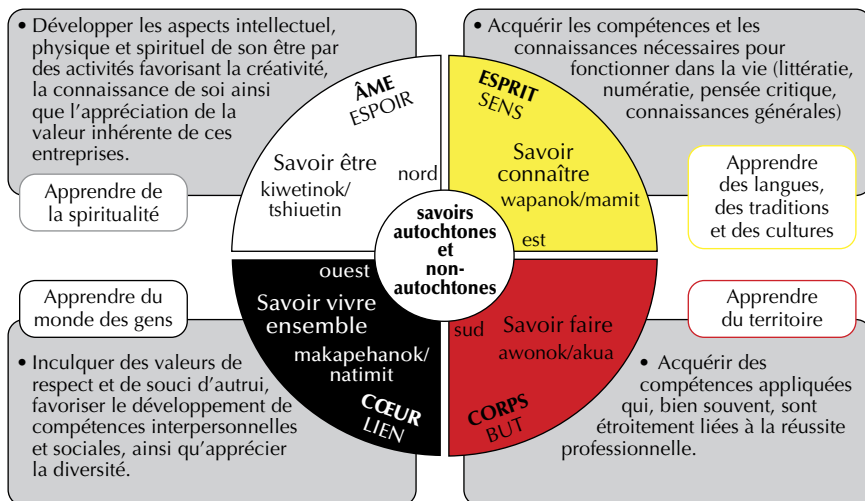 • Développer les aspects intellectuel,
physique et spirituel de son être par
des activités favorisant la créativité,
la connaissance de soi ainsi
que l'appréciation de la
valeur inhérente de ces
entreprises.
Apprendre de
la spiritualité
ÂME
ESPOIR
Savoir être
kiwetinok/
tshiuetin
nord
• Acquérir les compétences et les
connaissances nécessaires pour
fonctionner dans la vie (littératie,
numératie, pensée critique,
connaissances générales)
ESPRIT
SENS
Savoir
connaître
wapanok/mamit
est
Apprendre
des langues,
des traditions
et des cultures
savoirs
autochtones
et
non-
autochtones
Apprendre du
monde des gens
ouest
Savoir vivre
ensemble
makapehanok/
natimit
CŒUR
LIEN
• Inculquer des valeurs de
respect et de souci d'autrui,
favoriser le développement de
compétences interpersonnelles
et sociales, ainsi qu'apprécier
la diversité.
sud
Savoir faire
awonok/akua
CORPS
BUT
Apprendre
du territoire
• Acquérir des
compétences appliquées
qui, bien souvent, sont
étroitement liées à la réussite
professionnelle.